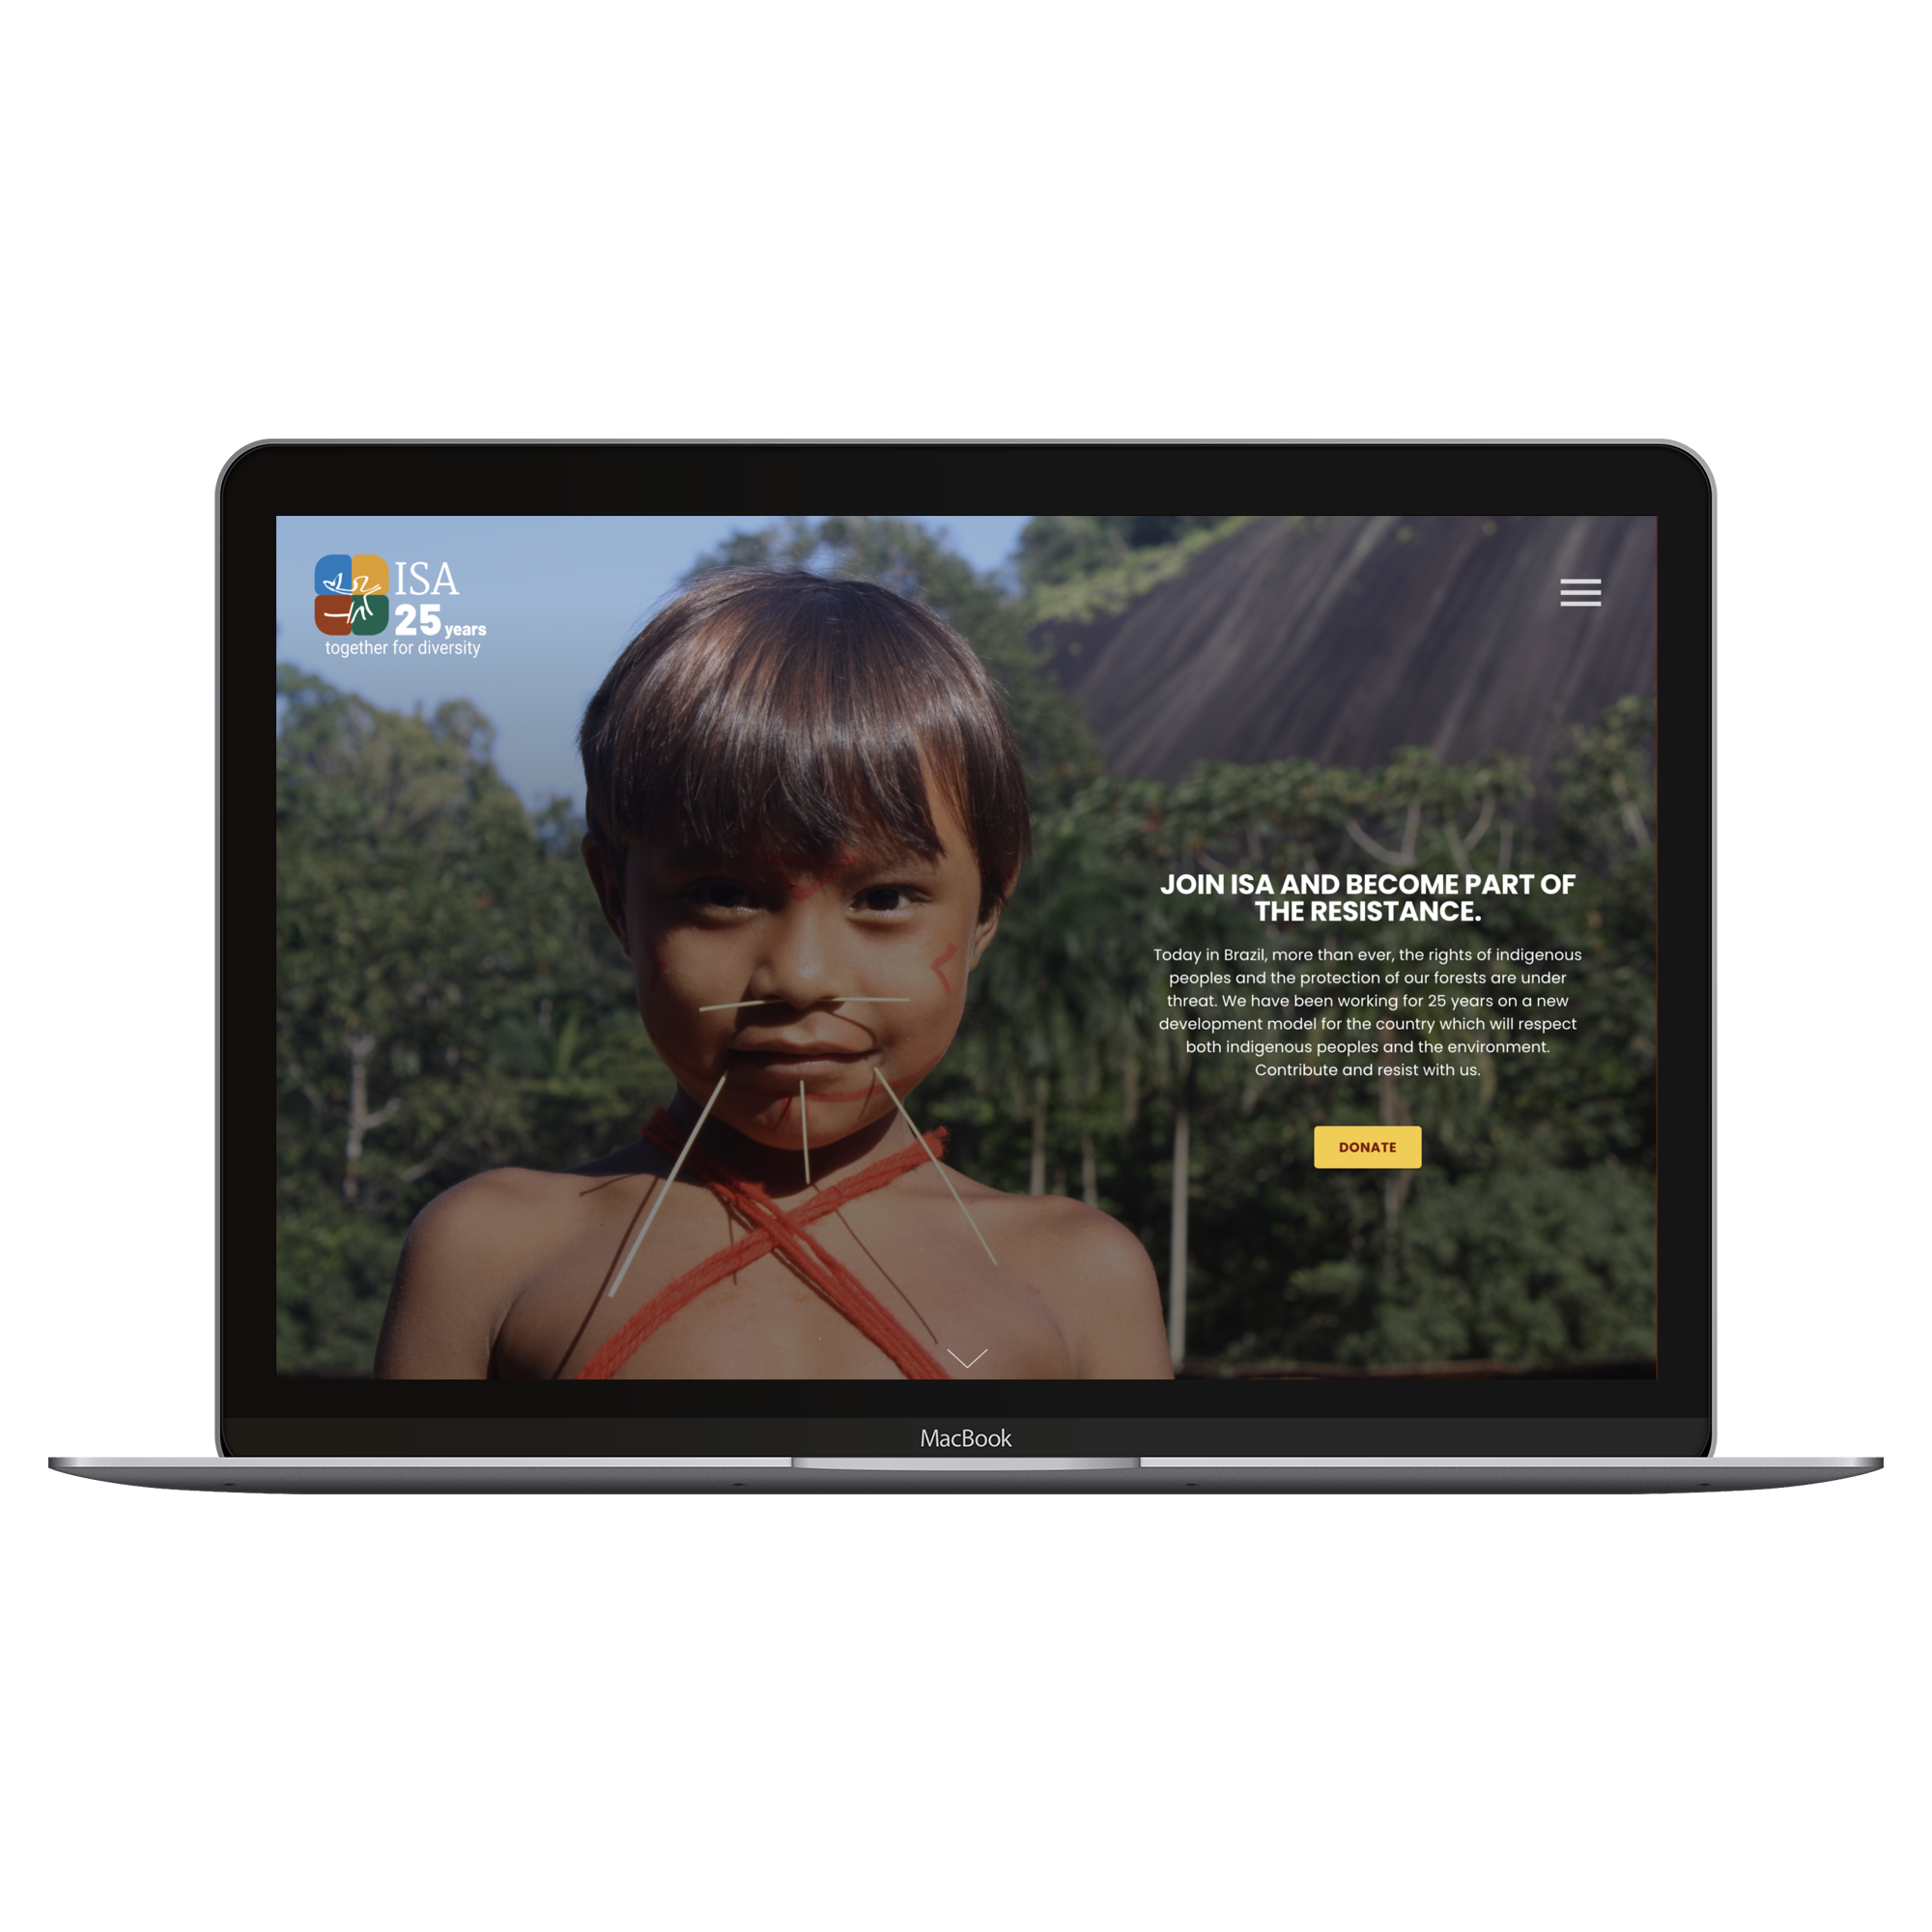 ISA
25 years
together for diversity
JOIN ISA AND BECOME PART OF
THE RESISTANCE.
Today in Brazil, more than ever, the rights of indigenous
peoples and the protection of our forests are under
threat. We have been working for 25 years on a new
development model for the country which will respect
both indigenous peoples and the environment.
Contribute and resist with us.
DONATE
MacBook